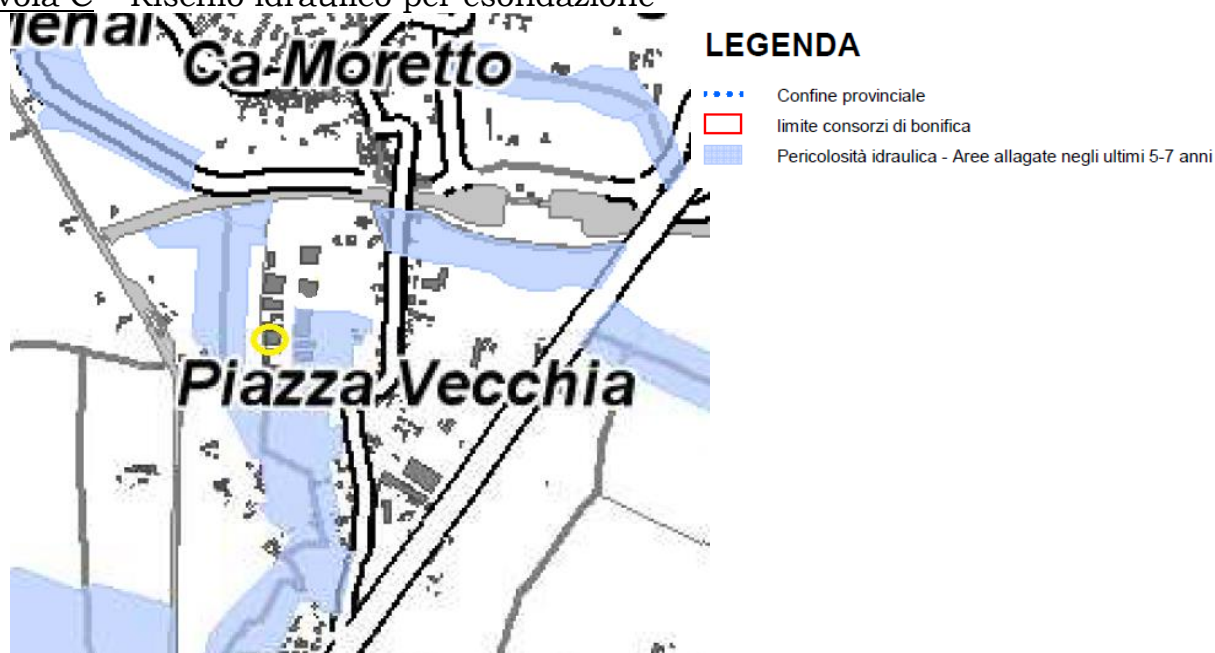 Rischio idraulico per esondazione
Ca-Moretto
Piazza Vecchia
LEGENDA
Confine provinciale
limite consorzi di bonifica
Pericolosità idraulica - Aree allagate negli ultimi 5-7 anni